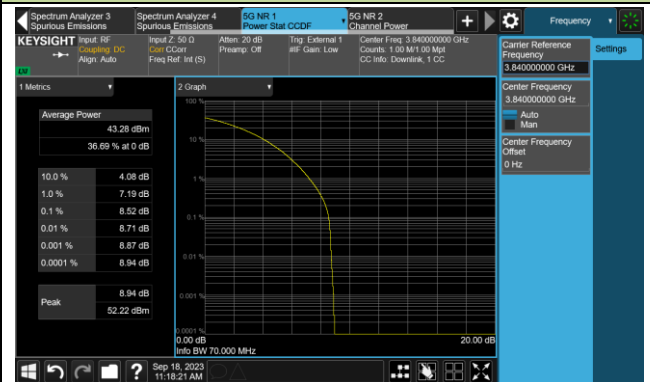 Spectrum Analyzer 3
Spurious Emissions
Spectrum Analyzer 4
Spurious Emissions
5G NR 1
Power Stat CCDF
5G NR 2
Channel Power
Frequency
KEYSIGHT
Input: RF
Coupling: DC
Align: Auto
Input Z: 50 Ω
Corr CCorr
Freq Ref: Int (S)
Atten: 20 dB
Preamp: Off
Trig: External 1
#IF Gain: Low
Center Freq: 3.840000000 GHz
Counts: 1.00 M/1.00 Mpt
CC Info: Downlink, 1 CC
1 Metrics
Average Power
43.28 dBm
36.69 % at 0 dB
10.0 % 4.08 dB
1.0 % 7.19 dB
0.1 % 8.52 dB
0.01 % 8.71 dB
0.001 % 8.87 dB
0.0001 % 8.94 dB
Peak
8.94 dB
52.22 dBm
2 Graph
100 %
10 %
1 %
0.1 %
0.01 %
0.001 %
0.0001 %
0.00 dB
20.00 dB
Info BW 70.000 MHz
Carrier Reference
Frequency
3.840000000 GHz
Center Frequency
3.840000000 GHz
Auto
Man
Center Frequency
Offset
0 Hz
Settings
Sep 18, 2023
11:18:21 AM